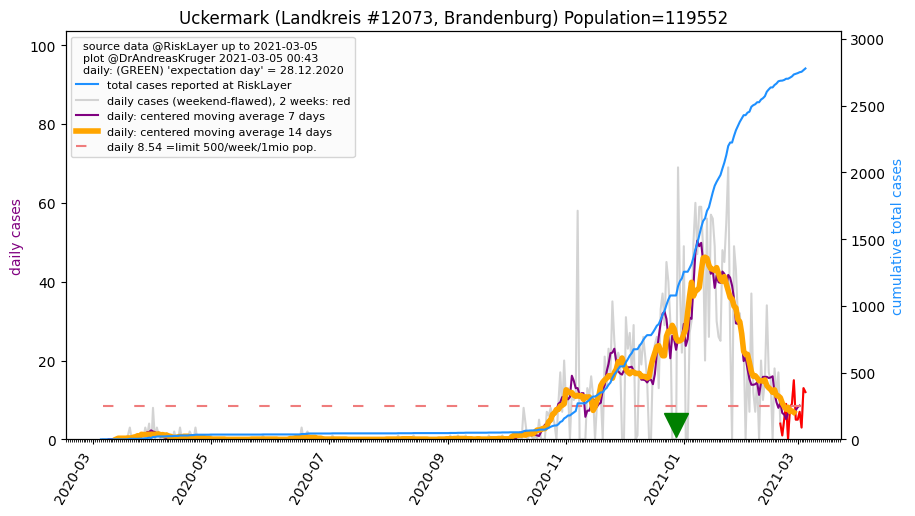 Uckermark (Landkreis #12073, Brandenburg) Population=119552
source data @RiskLayer up to 2021-03-05
plot @DrAndreasKruger 2021-03-05 00:43
daily: (GREEN) 'expectation day' = 28.12.2020
total cases reported at RiskLayer
daily cases (weekend-flawed), 2 weeks: red
daily: centered moving average 7 days
daily: centered moving average 14 days
daily 8.54 =limit 500/week/1mio pop.
daily cases
100
80
60
40
20
0
cumulative total cases
3000
2500
2000
1500
1000
500
0
2020-03
2020-05
2020-07
2020-09
2020-11
2021-01
2021-03